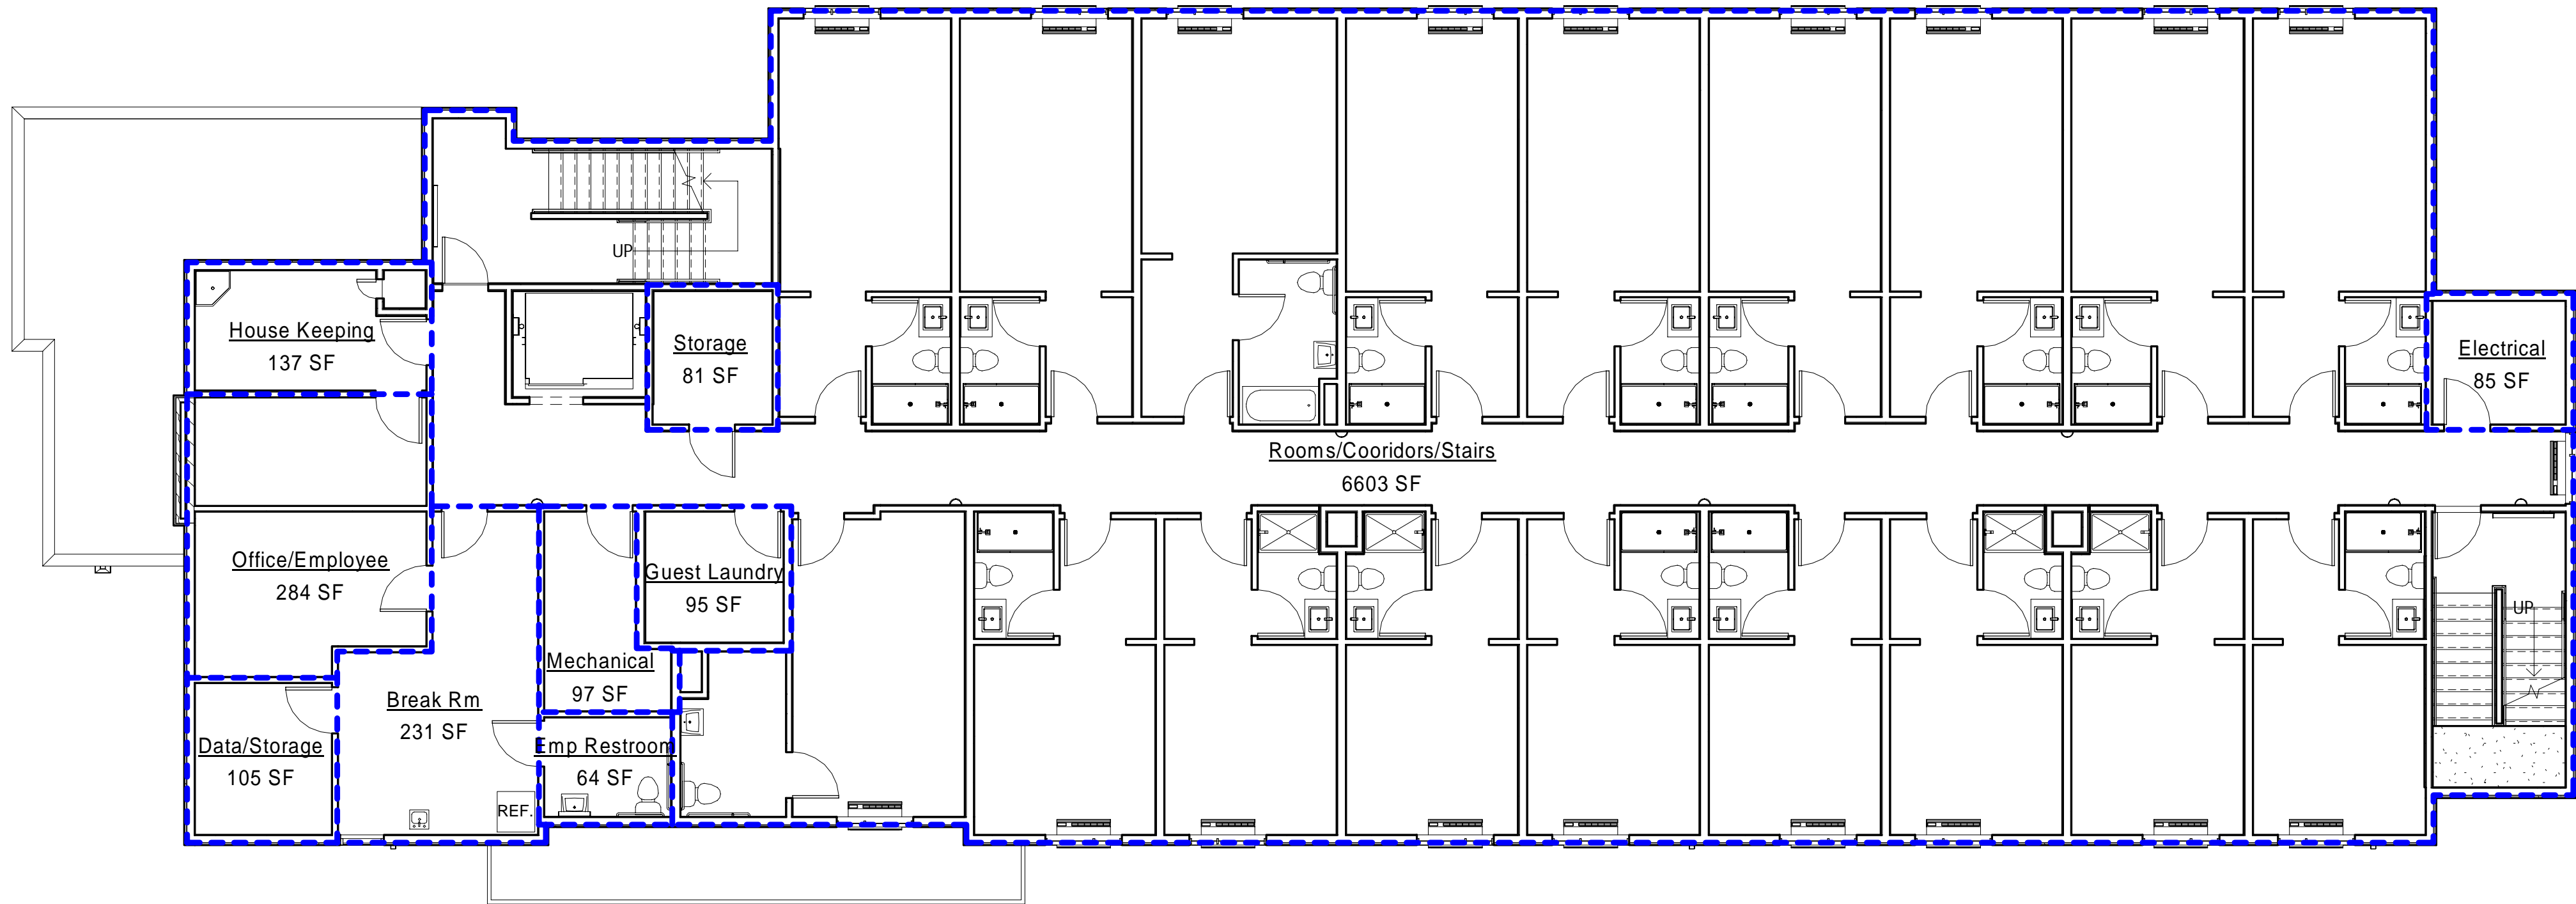 UP
House Keeping
137 SF
Storage
81 SF
Electrical
85 SF
Rooms/Cooridors/Stairs
6603 SF
Office/Employee
284 SF
Guest Laundry
95 SF
UP
Mechanical
97 SF
Break Rm
231 SF
Data/Storage
105 SF
Emp Restroom
64 SF
REF.